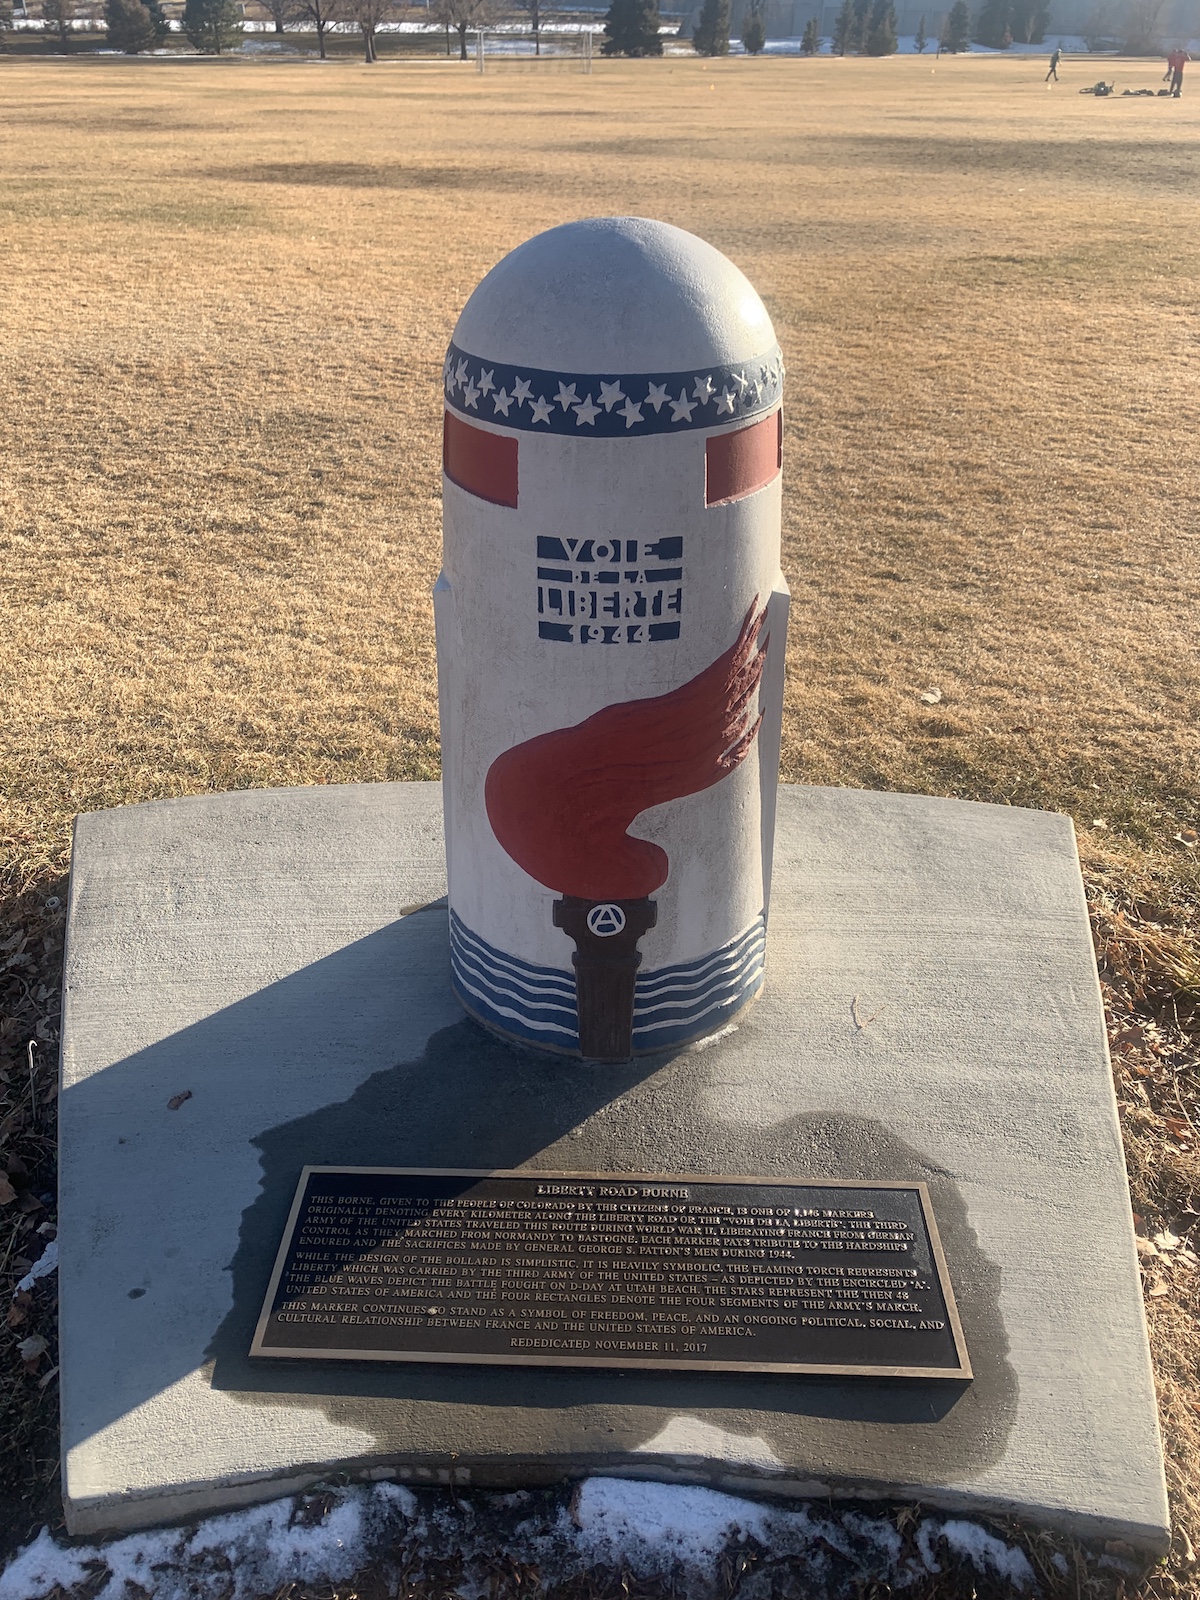 VOIE
DE LA
LIBERTE
1944
A
LIBERTY ROAD BORNE
THIS BORNE, GIVEN TO THE PEOPLE OF COLORADO BY THE CITIZENS OF FRANCE, IS ONE OF MARKERS
ORIGINALLY DENOTING EVERY KILOMETER ALONG THE LIBERTY ROAD OR THE "VOIE DE LA LIBERTE". THE THIRD
ARMY OF THE UNITED STATES TRAVELED THIS ROUTE DURING WORLD WAR II, LIBERATING FRANCE FROM GERMAN
CONTROL AS THEY MARCHED FROM NORMANDY TO BASTOGNE. EACH MARKER PAYS TRIBUTE TO THE HARDSHIPS
ENDURED AND THE SACRIFICES MADE BY GENERAL GEORGE S. PATTON'S MEN DURING 1944.
WHILE THE DESIGN OF THE BOLLARD IS SIMPLISTIC, IT IS HEAVILY SYMBOLIC. THE FLAMING TORCH REPRESENTS
LIBERTY WHICH WAS CARRIED BY THE THIRD ARMY OF THE UNITED STATES – AS DEPICTED BY THE ENCIRCLED "A".
THE BLUE WAVES DEPICT THE BATTLE FOUGHT ON D-DAY AT UTAH BEACH. THE STARS REPRESENT THE THEN 48
UNITED STATES OF AMERICA AND THE FOUR RECTANGLES DENOTE THE FOUR SEGMENTS OF THE ARMY'S MARCH.
THIS MARKER CONTINUES TO STAND AS A SYMBOL OF FREEDOM, PEACE, AND AN ONGOING POLITICAL, SOCIAL, AND
CULTURAL RELATIONSHIP BETWEEN FRANCE AND THE UNITED STATES OF AMERICA.
REDEDICATED NOVEMBER 11, 2017